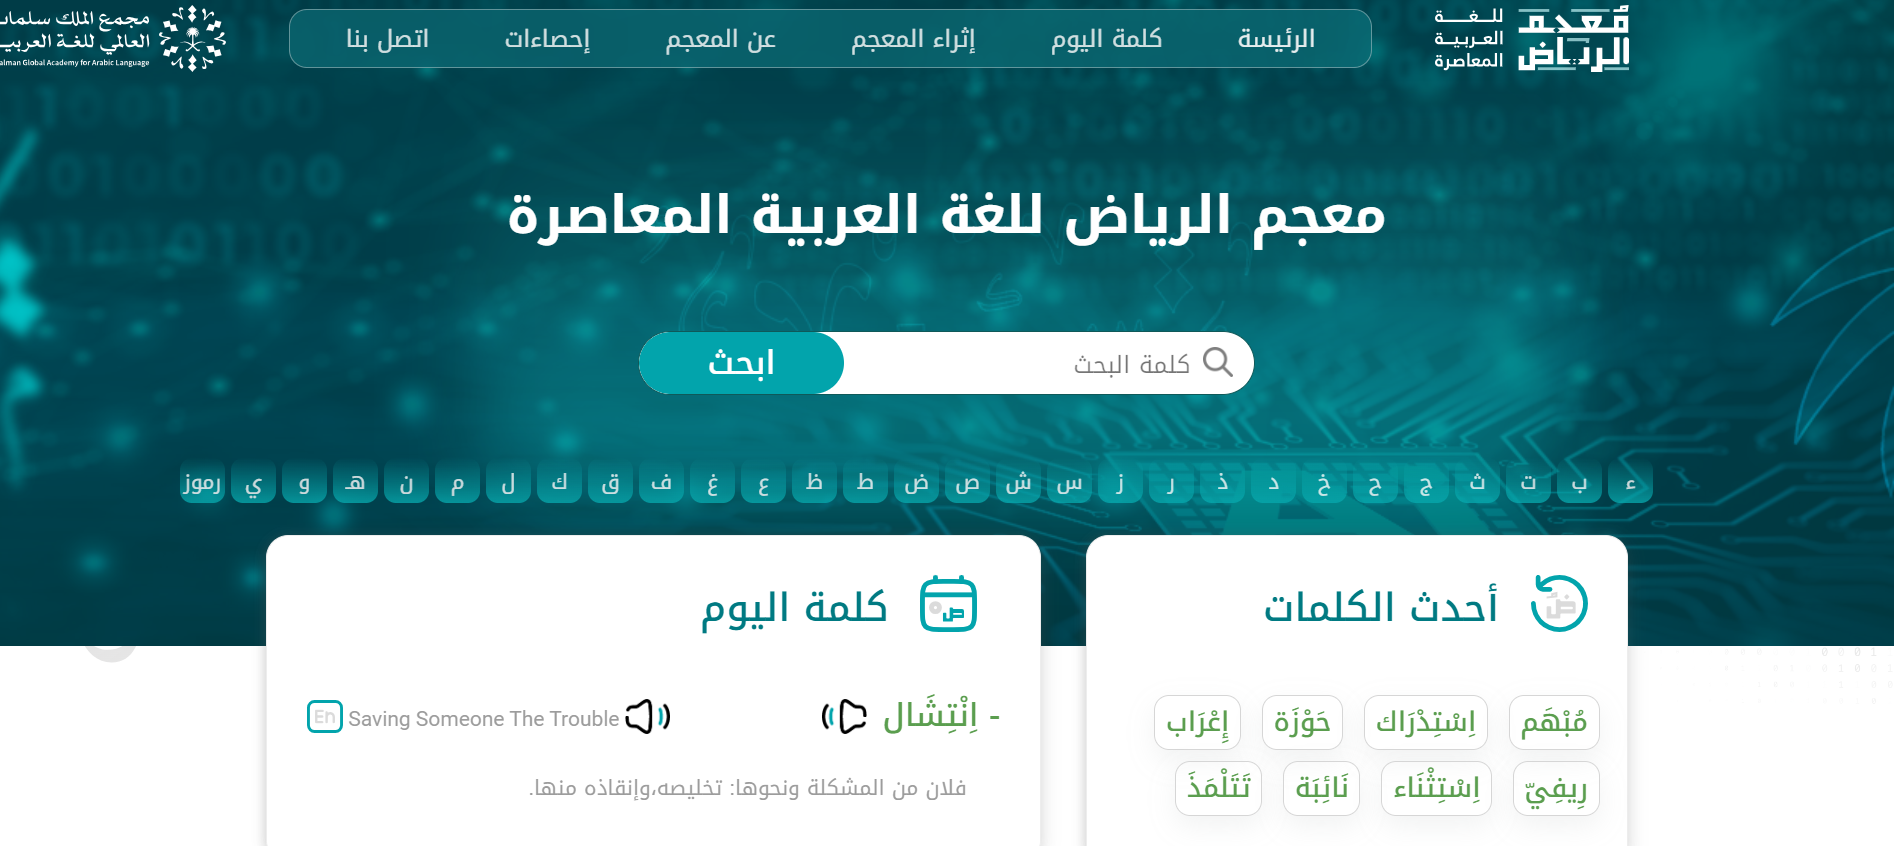 مُعجم الرياض
للغة
العربية
المعاصرة
الرئيسة
كلمة اليوم
إثراء المعجم
عن المعجم
إحصاءات
اتصل بنا
مجمع الملك سلمان
العالمي للغة العربية
alman Global Academy for Arabic Language
معجم الرياض للغة العربية المعاصرة
كلمة البحث
ابحث
ء ب ت ث ج ح خ د ذ ر ز س ش ص ض ط ظ ع غ ف ق ك ل م ن هـ و ي رموز
أحدث الكلمات
مُبْهَم اِسْتِدْرَاك حَوْزَة إِعْرَاب
رِيفِيّ اِسْتِثْنَاء نَائِبَة تَتَلْمَذَ
كلمة اليوم
- اِنْتِشَال
Saving Someone The Trouble En
فلان من المشكلة ونحوها: تخليصه،وإنقاذه منها.